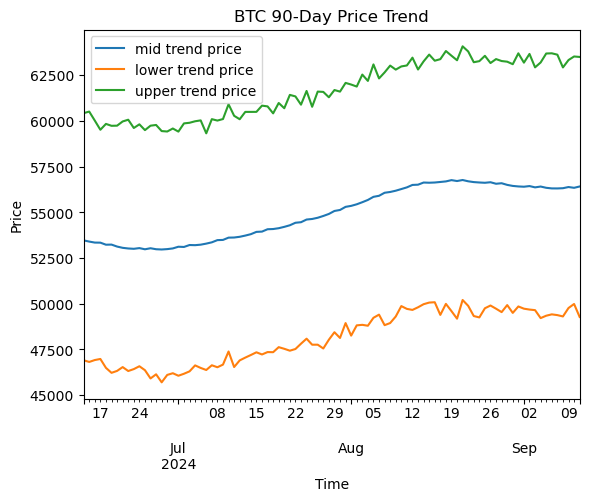 BTC 90-Day Price Trend
mid trend price
lower trend price
upper trend price
Price
62500
60000
57500
55000
52500
50000
47500
45000
17 24 08 15 22 29 05 12 19 26 02 09
Jul Aug Sep
2024
Time